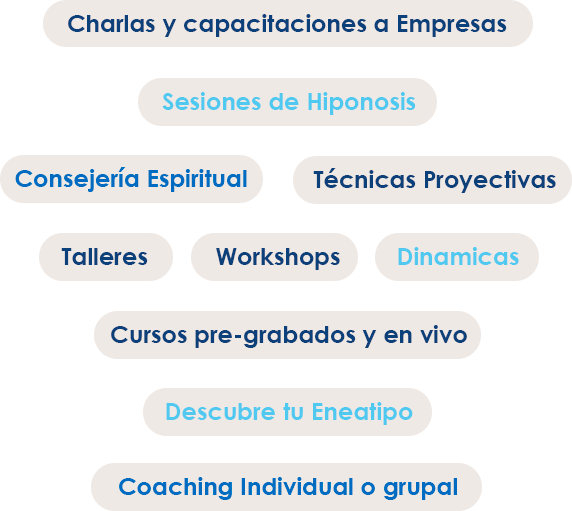 Charlas y capacitaciones a Empresas
Sesiones de Hiponosis
Consejería Espiritual
Técnicas Proyectivas
Talleres
Workshops
Dinamicas
Cursos pre-grabados y en vivo
Descubre tu Eneatipo
Coaching Individual o grupal